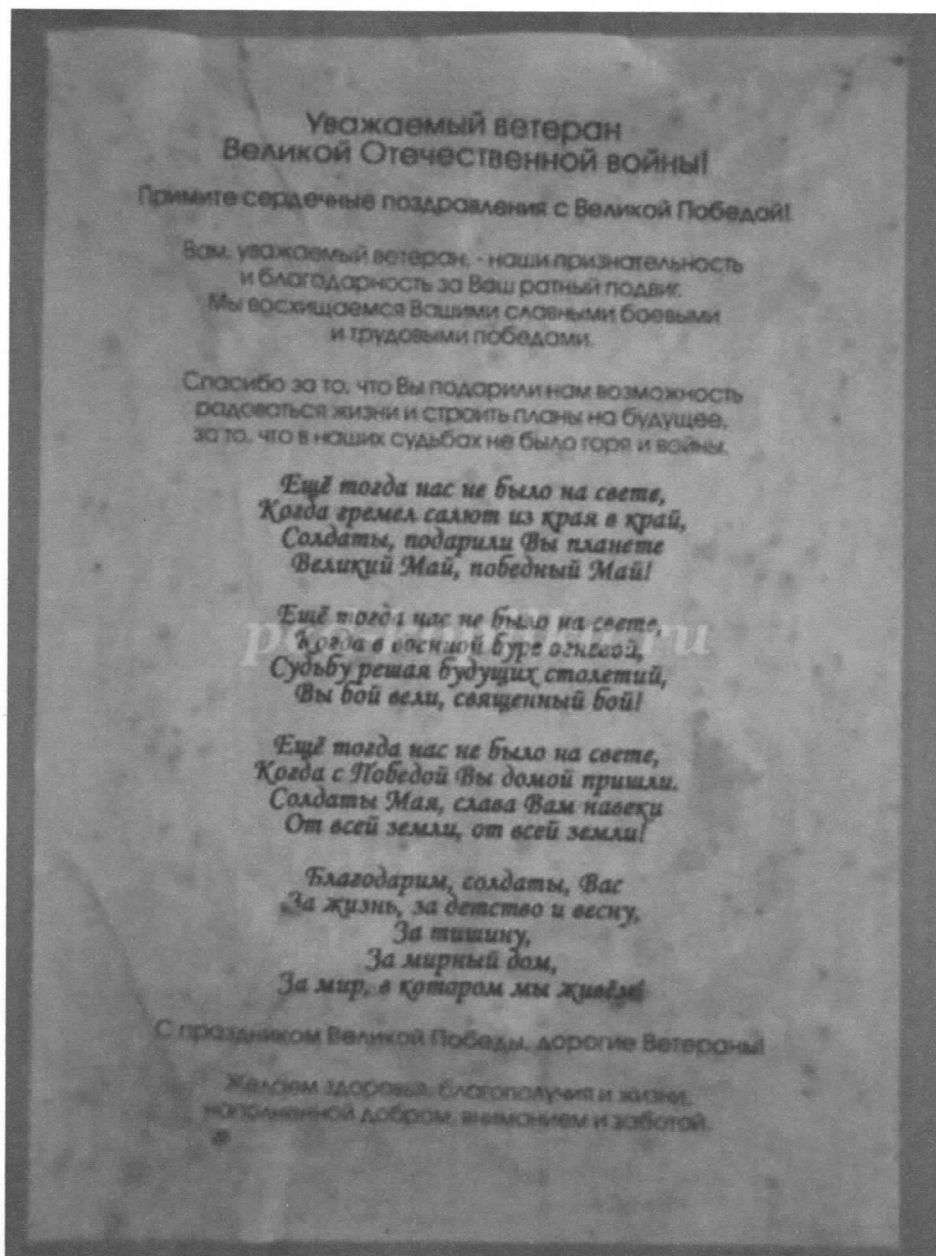 Уважаемый ветеран
Великой Отечественной войны!
Примите сердечные поздравления с Великой Победой!
Вам, уважаемый ветеран, - наши признательность
и благодарность за Ваш ратный подвиг.
Мы восхищаемся Вашими славными боевыми
и трудовыми победами.
Спасибо за то, что Вы подарили нам возможность
радоваться жизни и строить планы на будущее,
за то, что в наших судьбах не было горя и войны.
Ещё тогда нас не было на свете,
Когда гремел салют из края в край,
Солдаты, подарили Вы планете
Великий Май, победный Май!
Ещё тогда нас не было на свете,
Когда в военной буре огневой,
Судьбу решая будущих столетий,
Вы бой вели, священный бой!
Ещё тогда нас не было на свете,
Когда с Победой Вы домой пришли.
Солдаты Мая, слава Вам навеки
От всей земли, от всей земли!
Благодарим, солдаты, Вас
За жизнь, за детство и весну,
За тишину,
За мирный дом,
За мир, в котором мы живём!
С праздником Великой Победы, дорогие Ветераны!
Желаем здоровья, благополучия и жизни,
наполненной добром, вниманием и заботой.